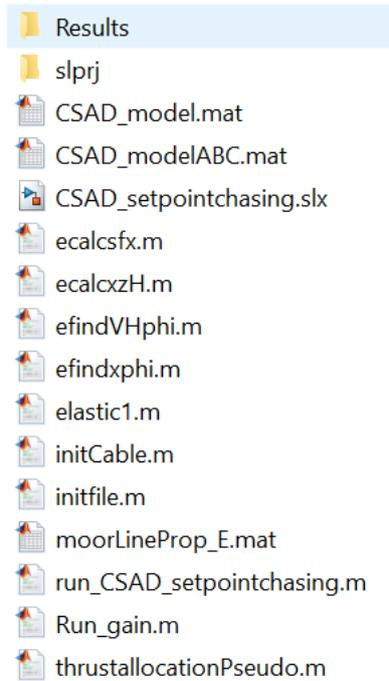 Results
slprj
CSAD_model.mat
CSAD_modelABC.mat
CSAD_setpointchasing.slx
ecalcsfx.m
ecalcxzH.m
efindVHphi.m
efindxphi.m
elastic1.m
initCable.m
initfile.m
moorLineProp_E.mat
run_CSAD_setpointchasing.m
Run_gain.m
thrustallocationPseudo.m